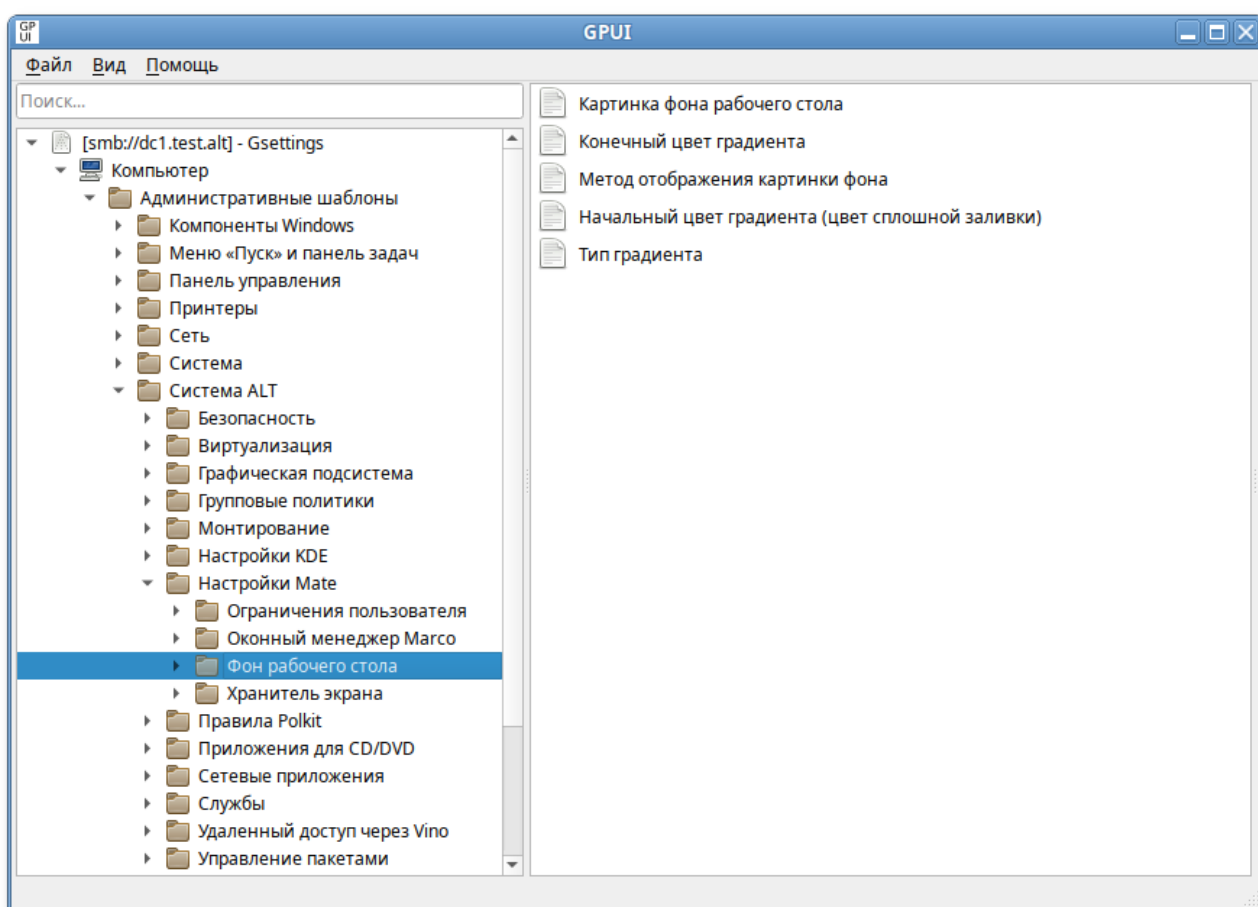 GP
UI
GPUI
Файл Вид Помощь
Поиск...
[smb://dc1.test.alt] - Gsettings
Компьютер
Административные шаблоны
Компоненты Windows
Меню «Пуск» и панель задач
Панель управления
Принтеры
Сеть
Система
Система ALT
Безопасность
Виртуализация
Графическая подсистема
Групповые политики
Монтирование
Настройки KDE
Настройки Mate
Ограничения пользователя
Оконный менеджер Marco
Фон рабочего стола
Хранитель экрана
Правила Polkit
Приложения для CD/DVD
Сетевые приложения
Службы
Удаленный доступ через Vino
Управление пакетами
Картинка фона рабочего стола
Конечный цвет градиента
Метод отображения картинки фона
Начальный цвет градиента (цвет сплошной заливки)
Тип градиента